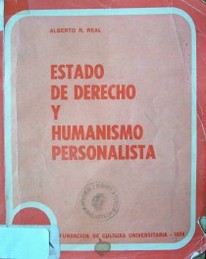 ALBERTO R. REAL
ESTADO
DE DERECHO
Y
HUMANISMO
PERSONALISTA
FUNDACION DE CULTURA UNIVERSITARIA - 1974